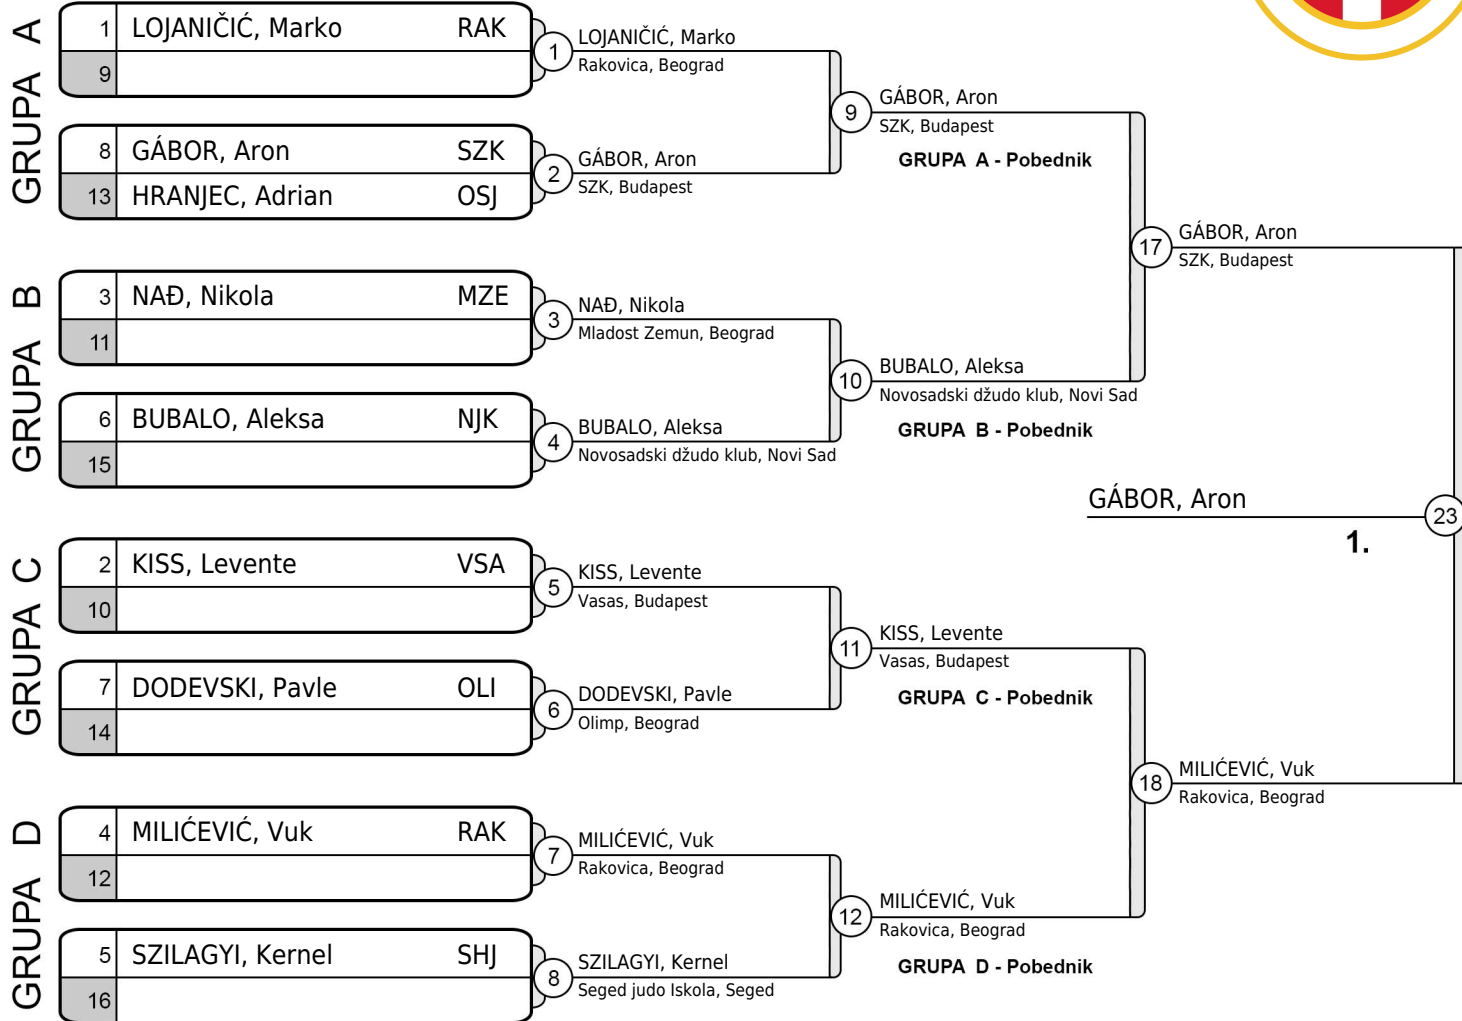 GRUPA A
1 LOJANIČIĆ, Marko RAK
9
8 GÁBOR, Aron SZK
13 HRANJEC, Adrian OSJ
1
LOJANIČIĆ, Marko
Rakovica, Beograd
2
GÁBOR, Aron
SZK, Budapest
9
GÁBOR, Aron
SZK, Budapest
GRUPA A - Pobednik
GRUPA B
3 NAĐ, Nikola MZE
11
6 BUBALO, Aleksa NJK
15
3
NAĐ, Nikola
Mladost Zemun, Beograd
4
BUBALO, Aleksa
Novosadski džudo klub, Novi Sad
10
BUBALO, Aleksa
Novosadski džudo klub, Novi Sad
GRUPA B - Pobednik
17
GÁBOR, Aron
SZK, Budapest
GÁBOR, Aron
23
1.
GRUPA C
2 KISS, Levente VSA
10
7 DODEVSKI, Pavle OLI
14
5
KISS, Levente
Vasas, Budapest
6
DODEVSKI, Pavle
Olimp, Beograd
11
KISS, Levente
Vasas, Budapest
GRUPA C - Pobednik
18
MILIĆEVIĆ, Vuk
Rakovica, Beograd
GRUPA D
4 MILIĆEVIĆ, Vuk RAK
12
5 SZILAGYI, Kernel SHJ
16
7
MILIĆEVIĆ, Vuk
Rakovica, Beograd
8
SZILAGYI, Kernel
Seged judo Iskola, Seged
12
MILIĆEVIĆ, Vuk
Rakovica, Beograd
GRUPA D - Pobednik